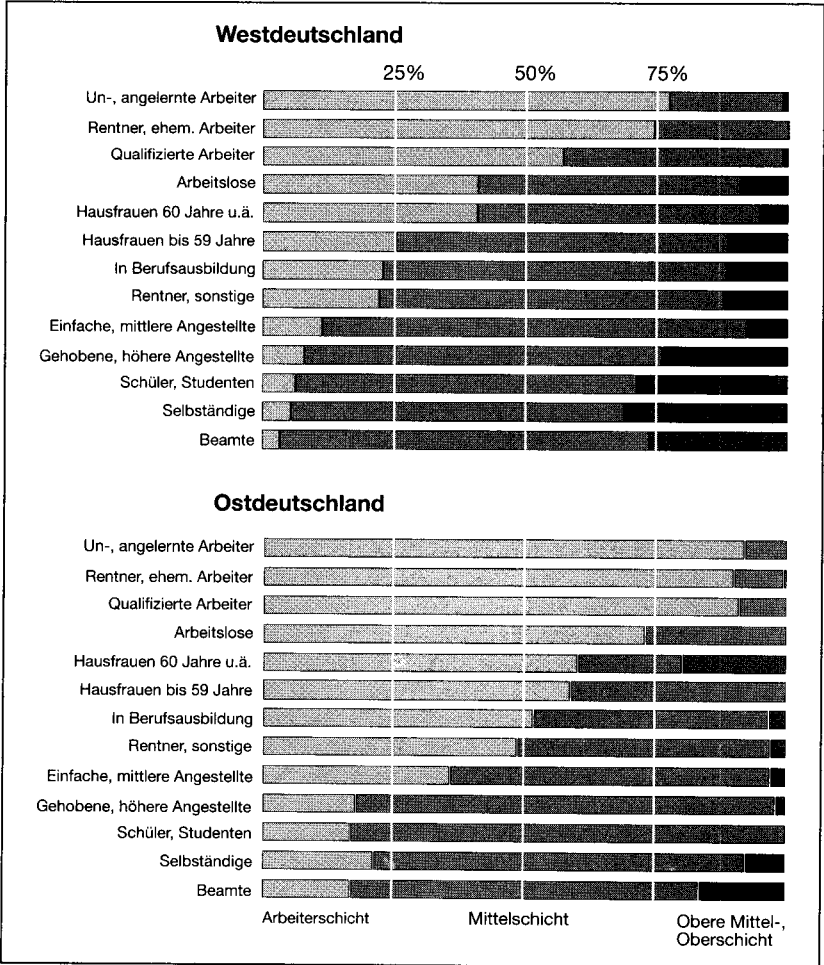 Westdeutschland
25% 50% 75%
Un-, angelernte Arbeiter
Rentner, ehem. Arbeiter
Qualifizierte Arbeiter
Arbeitslose
Hausfrauen 60 Jahre u.ä.
Hausfrauen bis 59 Jahre
In Berufsausbildung
Rentner, sonstige
Einfache, mittlere Angestellte
Gehobene, höhere Angestellte
Schüler, Studenten
Selbständige
Beamte
Ostdeutschland
Un-, angelernte Arbeiter
Rentner, ehem. Arbeiter
Qualifizierte Arbeiter
Arbeitslose
Hausfrauen 60 Jahre u.ä.
Hausfrauen bis 59 Jahre
In Berufsausbildung
Rentner, sonstige
Einfache, mittlere Angestellte
Gehobene, höhere Angestellte
Schüler, Studenten
Selbständige
Beamte
Arbeiterschicht Mittelschicht Obere Mittel-,
Oberschicht